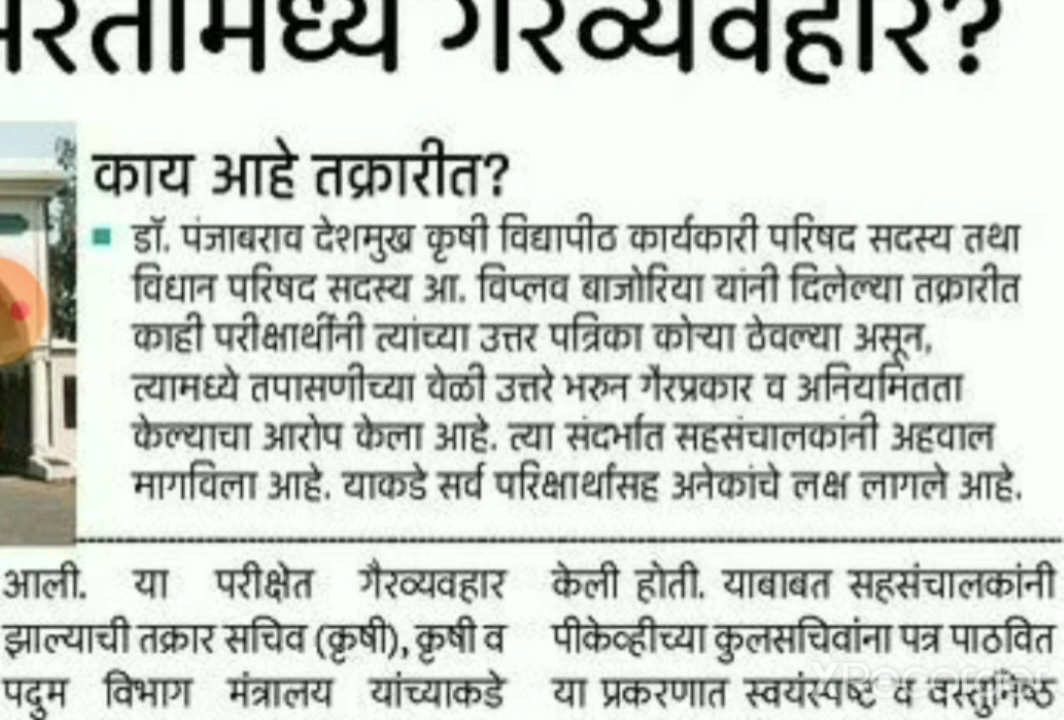 गैरव्यवहार?
काय आहे तक्रारीत?
डॉ. पंजाबराव देशमुख कृषी विद्यापीठ कार्यकारी परिषद सदस्य तथा
विधान परिषद सदस्य आ. विप्लव बाजोरिया यांनी दिलेल्या तक्रारीत
काही परीक्षार्थीनी त्यांच्या उत्तर पत्रिका कोऱ्या ठेवल्या असून,
त्यामध्ये तपासणीच्या वेळी उत्तरे भरुन गैरप्रकार व अनियमितता
केल्याचा आरोप केला आहे. त्या संदर्भात सहसंचालकांनी अहवाल
मागविला आहे. याकडे सर्व परिक्षार्थासह अनेकांचे लक्ष लागले आहे.
आली. या परीक्षेत गैरव्यवहार
झाल्याची तक्रार सचिव (कृषी), कृषी व
पदुम विभाग मंत्रालय यांच्याकडे
केली होती. याबाबत सहसंचालकांनी
पीकेव्हीच्या कुलसचिवांना पत्र पाठवित
या प्रकरणात स्वयंस्पष्ट व वस्तुनिष्ठ